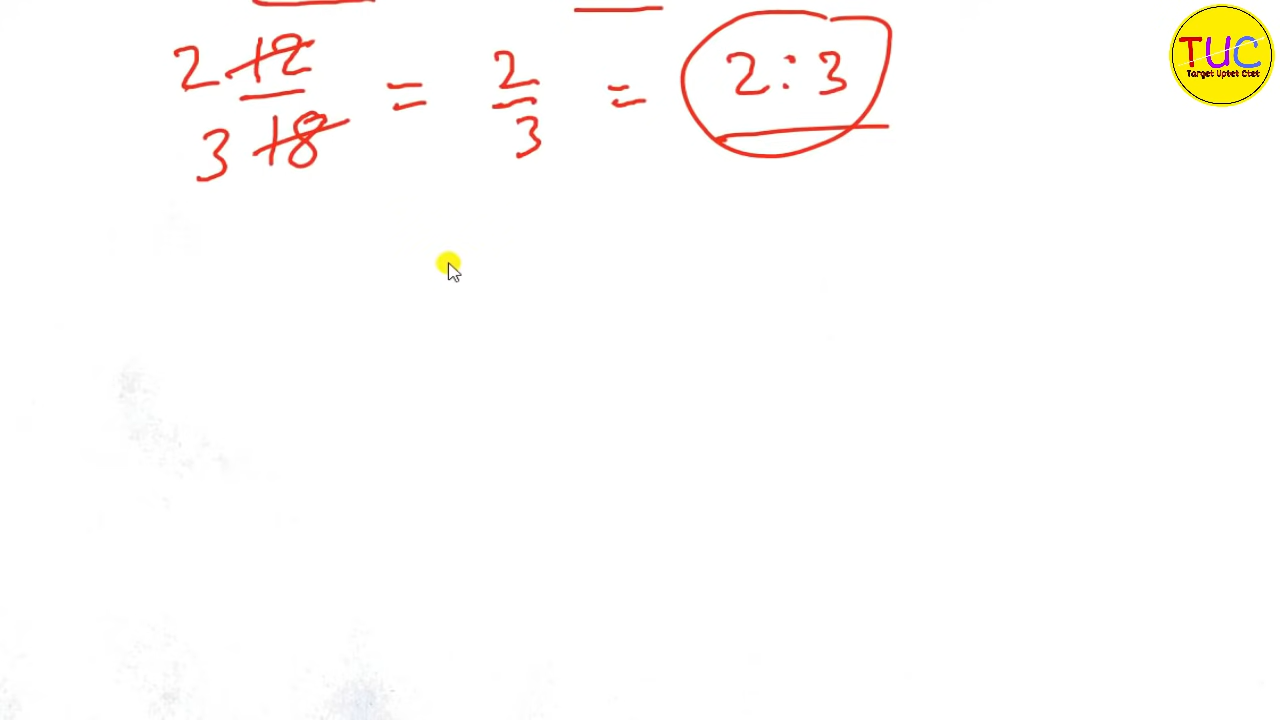 2 12/3 18 = 2/3 = 2:3
TUC
Target Uptet Ctet